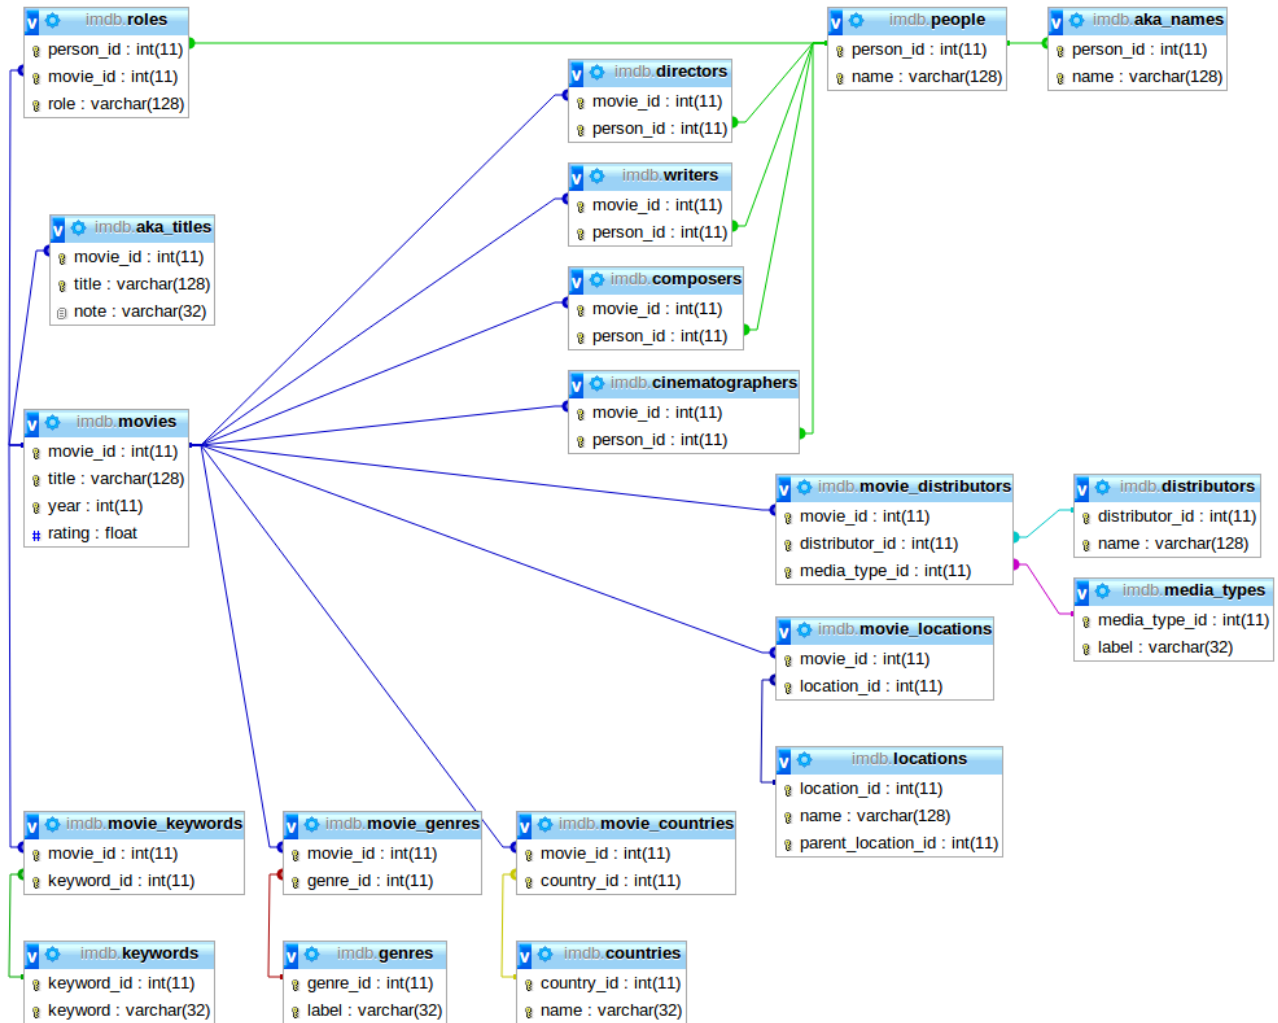 imdb.roles
person_id : int(11)
movie_id : int(11)
role : varchar(128)
imdb.people
person_id : int(11)
name : varchar(128)
imdb.aka_names
person_id : int(11)
name : varchar(128)
imdb.directors
movie_id : int(11)
person_id : int(11)
imdb.writers
movie_id : int(11)
person_id : int(11)
imdb.aka_titles
movie_id : int(11)
title : varchar(128)
note : varchar(32)
imdb.composers
movie_id : int(11)
person_id : int(11)
imdb.cinematographers
movie_id : int(11)
person_id : int(11)
imdb.movies
movie_id : int(11)
title : varchar(128)
year : int(11)
# rating : float
imdb.movie_distributors
movie_id : int(11)
distributor_id : int(11)
media_type_id : int(11)
imdb.distributors
distributor_id : int(11)
name : varchar(128)
imdb.media_types
media_type_id : int(11)
label : varchar(32)
imdb.movie_locations
movie_id : int(11)
location_id : int(11)
imdb.locations
location_id : int(11)
name : varchar(128)
parent_location_id : int(11)
imdb.movie_keywords
movie_id : int(11)
keyword_id : int(11)
imdb.movie_genres
movie_id : int(11)
genre_id : int(11)
imdb.movie_countries
movie_id : int(11)
country_id : int(11)
imdb.keywords
keyword_id : int(11)
keyword : varchar(32)
imdb.genres
genre_id : int(11)
label : varchar(32)
imdb.countries
country_id : int(11)
name : varchar(32)